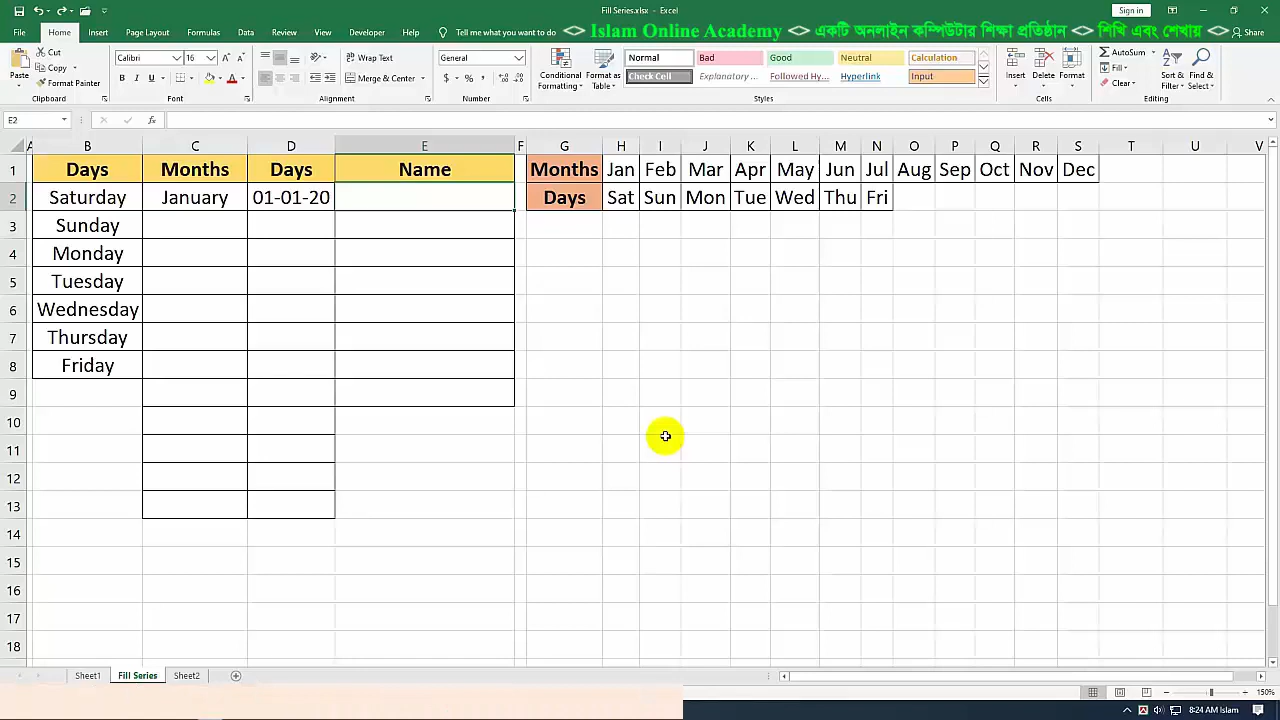 Fill Series.xlsx - Excel
Sign in
File Home Insert Page Layout Formulas Data Review View Help Tell me what you want to do
<> Islam Online Academy <> একটি অনলাইন কম্পিউটার শিক্ষা প্রতিষ্ঠান <> শিখি এবং শেখায় <>
Share
Paste Cut Copy Format Painter Clipboard
Calibri 16 B I U Font
Wrap Text Merge & Center Alignment
General $ % Number
Conditional Formatting Format as Table
Normal Bad Good Neutral Calculation
Check Cell Explanatory ... Followed Hy... Hyperlink Input
Styles
Insert Delete Format Cells
AutoSum Fill Clear Sort & Filter Find & Select Editing
E2 fx
A B C D E F G H I J K L M N O P Q R S T U V
1 Days Months Days Name Months Jan Feb Mar Apr May Jun Jul Aug Sep Oct Nov Dec
2 Saturday January 01-01-20 Days Sat Sun Mon Tue Wed Thu Fri
3 Sunday
4 Monday
5 Tuesday
6 Wednesday
7 Thursday
8 Friday
9
10
11
12
13
14
15
16
17
18
Sheet1 Fill Series Sheet2
150%
8:24 AM Islam